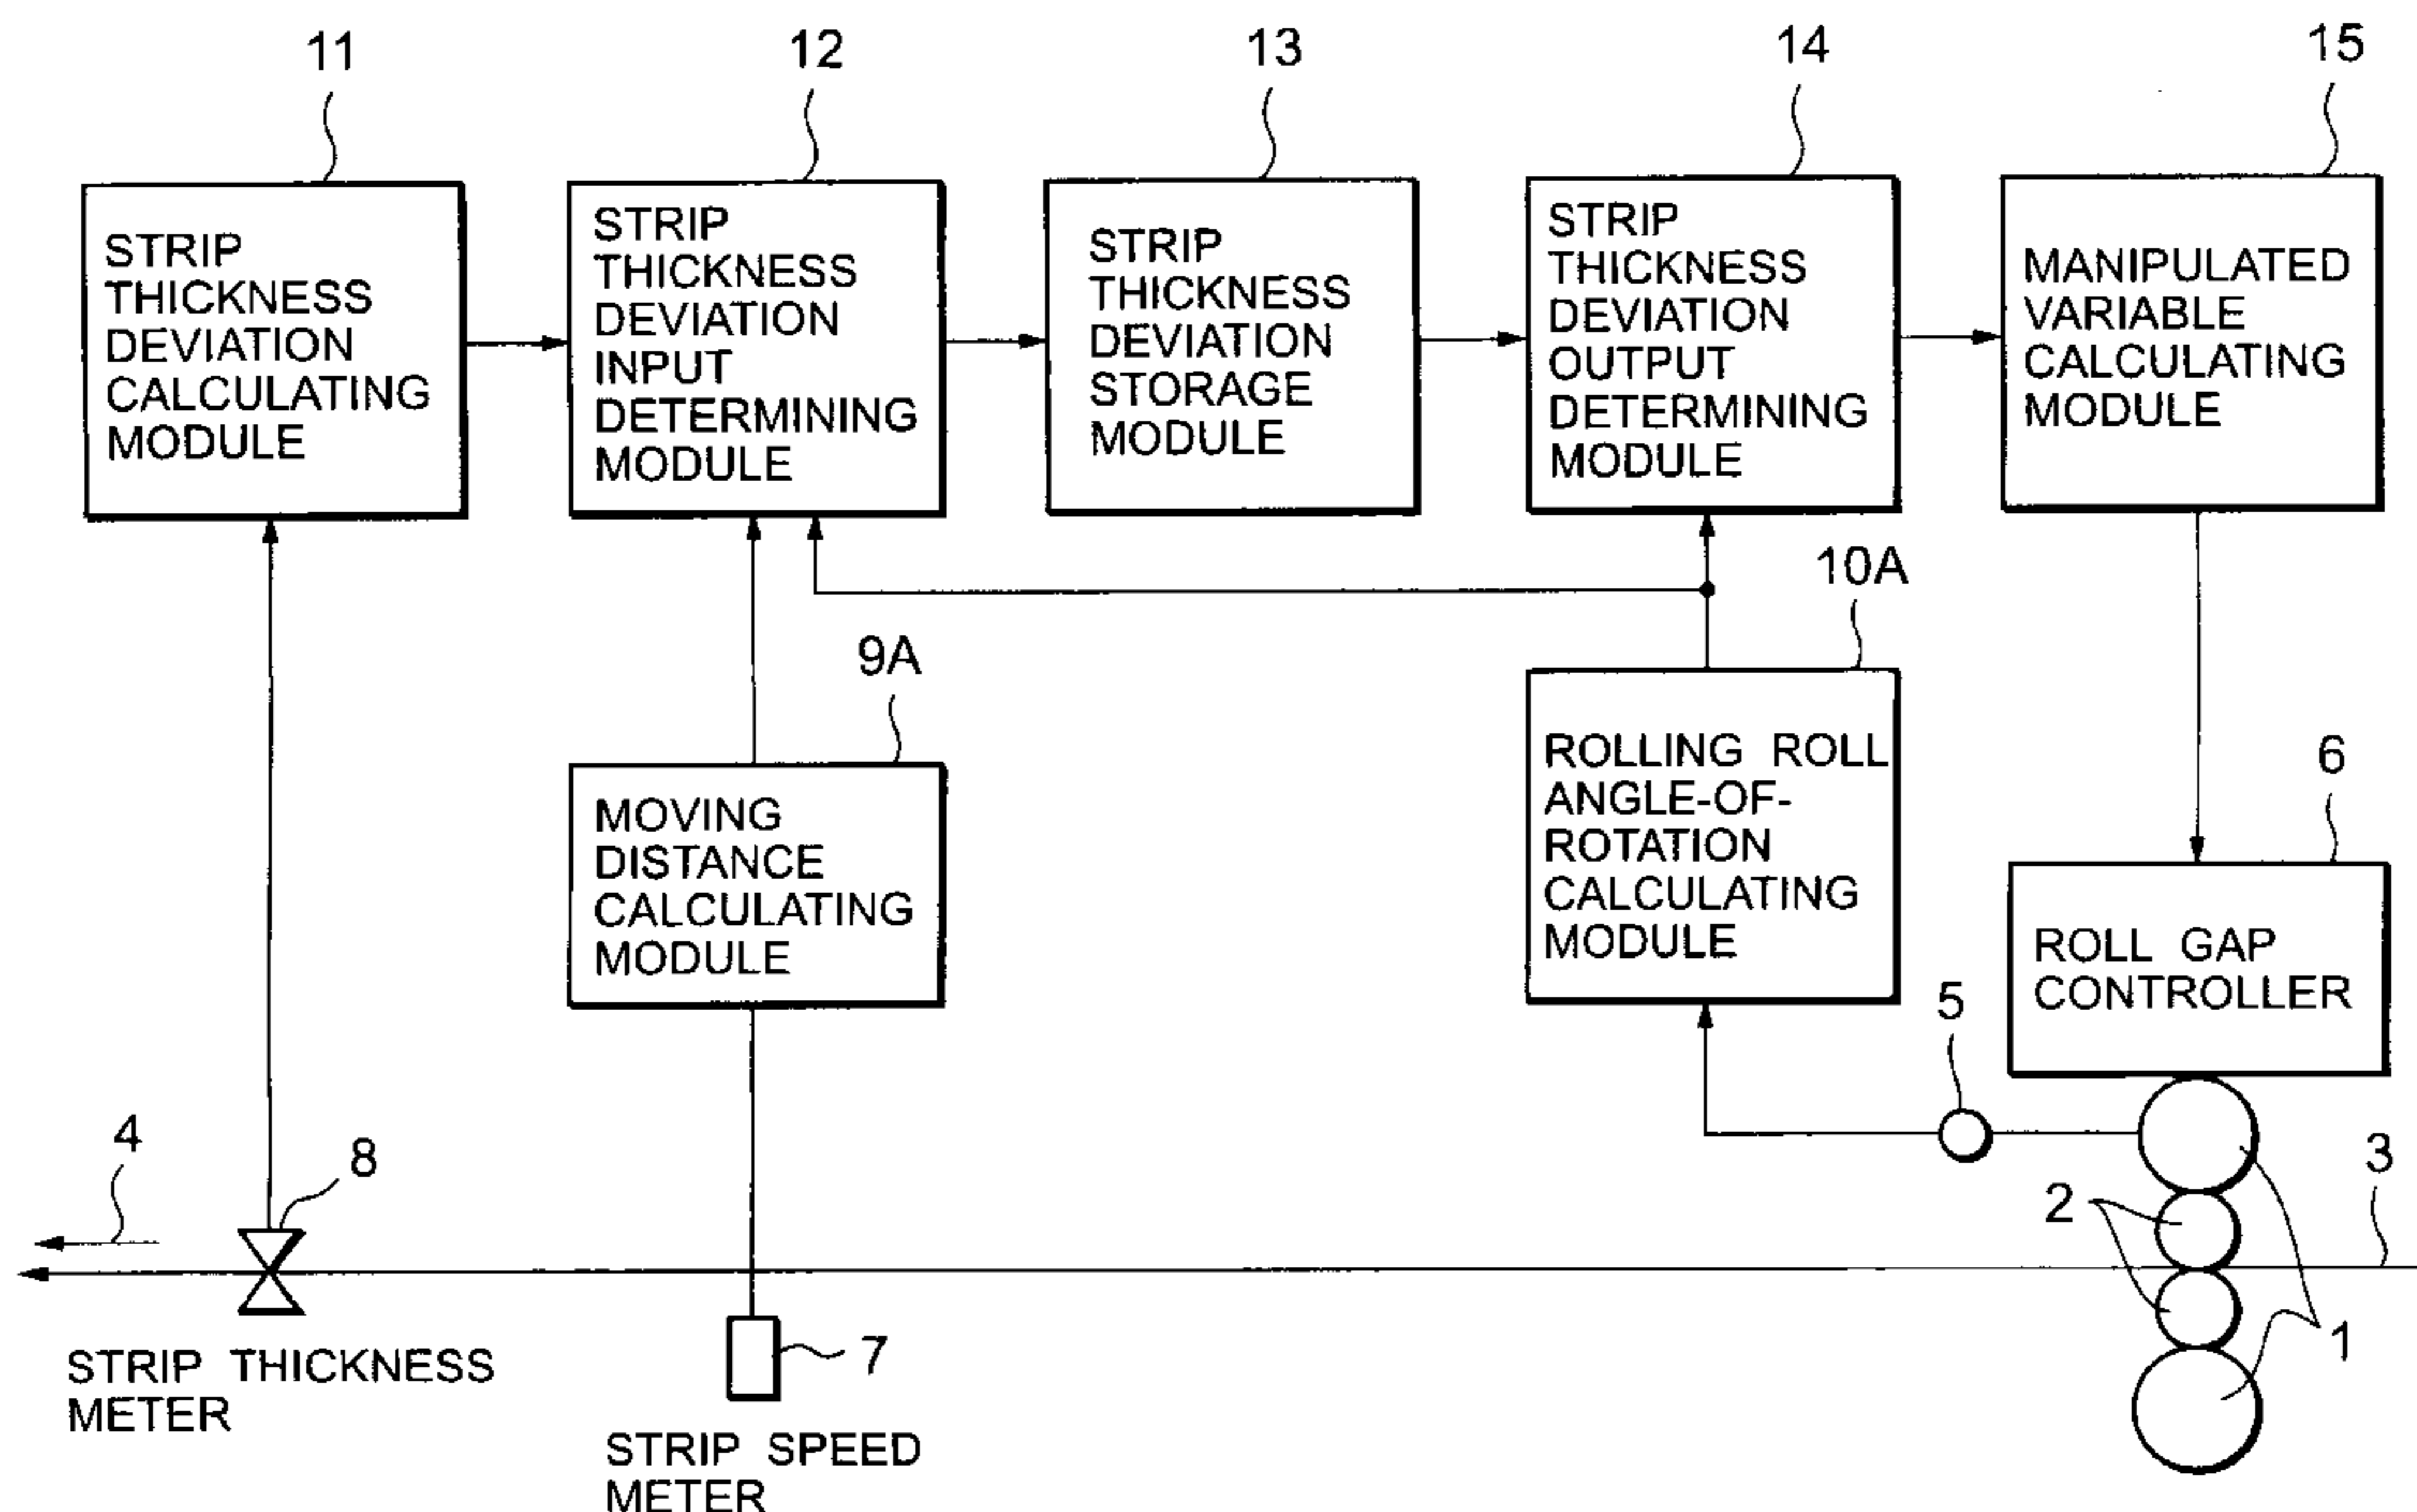 11
12
13
14
15
STRIP
THICKNESS
DEVIATION
CALCULATING
MODULE
STRIP
THICKNESS
DEVIATION
INPUT
DETERMINING
MODULE
STRIP
THICKNESS
DEVIATION
STORAGE
MODULE
STRIP
THICKNESS
DEVIATION
OUTPUT
DETERMINING
MODULE
MANIPULATED
VARIABLE
CALCULATING
MODULE
10A
9A
MOVING
DISTANCE
CALCULATING
MODULE
ROLLING ROLL
ANGLE-OF-
ROTATION
CALCULATING
MODULE
6
ROLL GAP
CONTROLLER
5
4
8
3
2
1
7
STRIP THICKNESS
METER
STRIP SPEED
METER